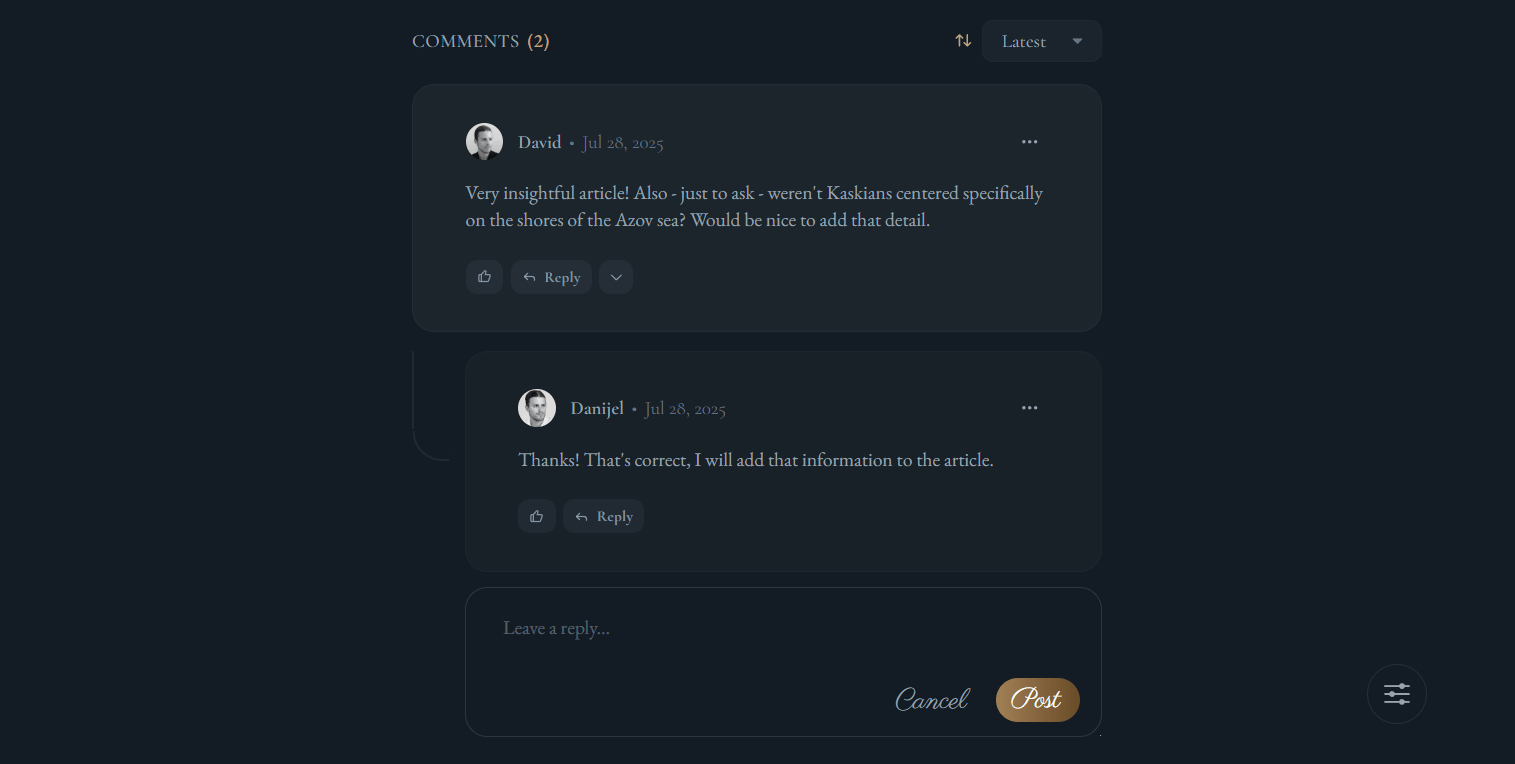 COMMENTS (2)
Latest
David • Jul 28, 2025
Very insightful article! Also - just to ask - weren't Kaskians centered specifically
on the shores of the Azov sea? Would be nice to add that detail.
Reply
Danijel • Jul 28, 2025
Thanks! That's correct, I will add that information to the article.
Reply
Leave a reply...
Cancel
Post